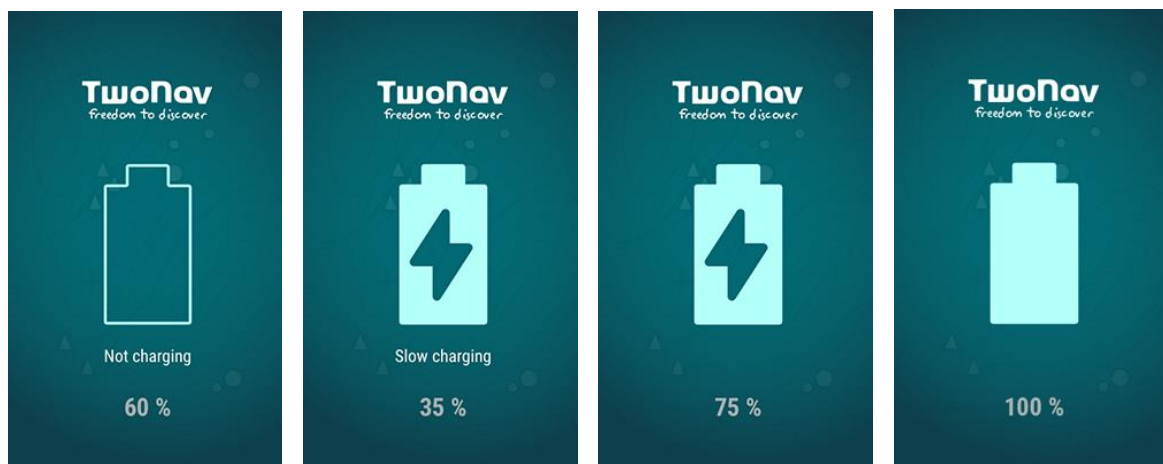 TwoNav
freedom to discover
Not charging
60 %
TwoNav
freedom to discover
Slow charging
35 %
TwoNav
freedom to discover
75 %
TwoNav
freedom to discover
100 %